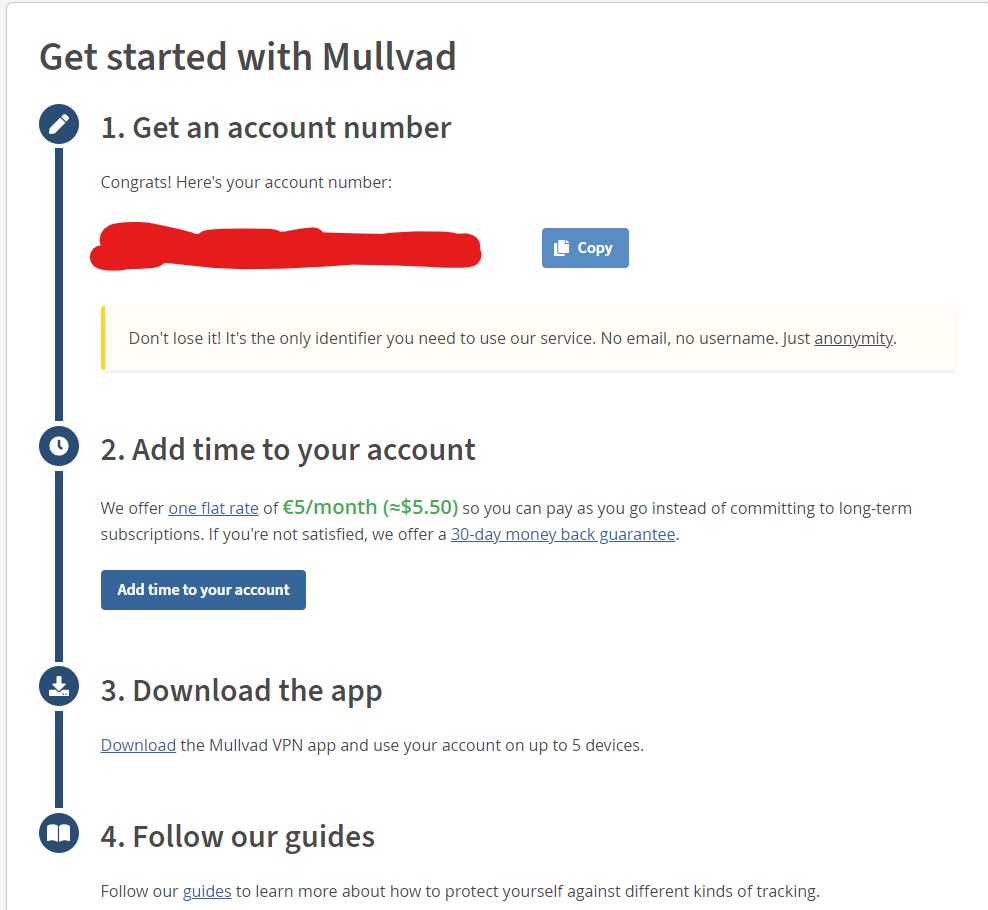 Get started with Mullvad
1. Get an account number
Congrats! Here's your account number:
Copy
Don't lose it! It's the only identifier you need to use our service. No email, no username. Just anonymity.
2. Add time to your account
We offer one flat rate of €5/month (≈$5.50) so you can pay as you go instead of committing to long-term
subscriptions. If you're not satisfied, we offer a 30-day money back guarantee.
Add time to your account
3. Download the app
Download the Mullvad VPN app and use your account on up to 5 devices.
4. Follow our guides
Follow our guides to learn more about how to protect yourself against different kinds of tracking.